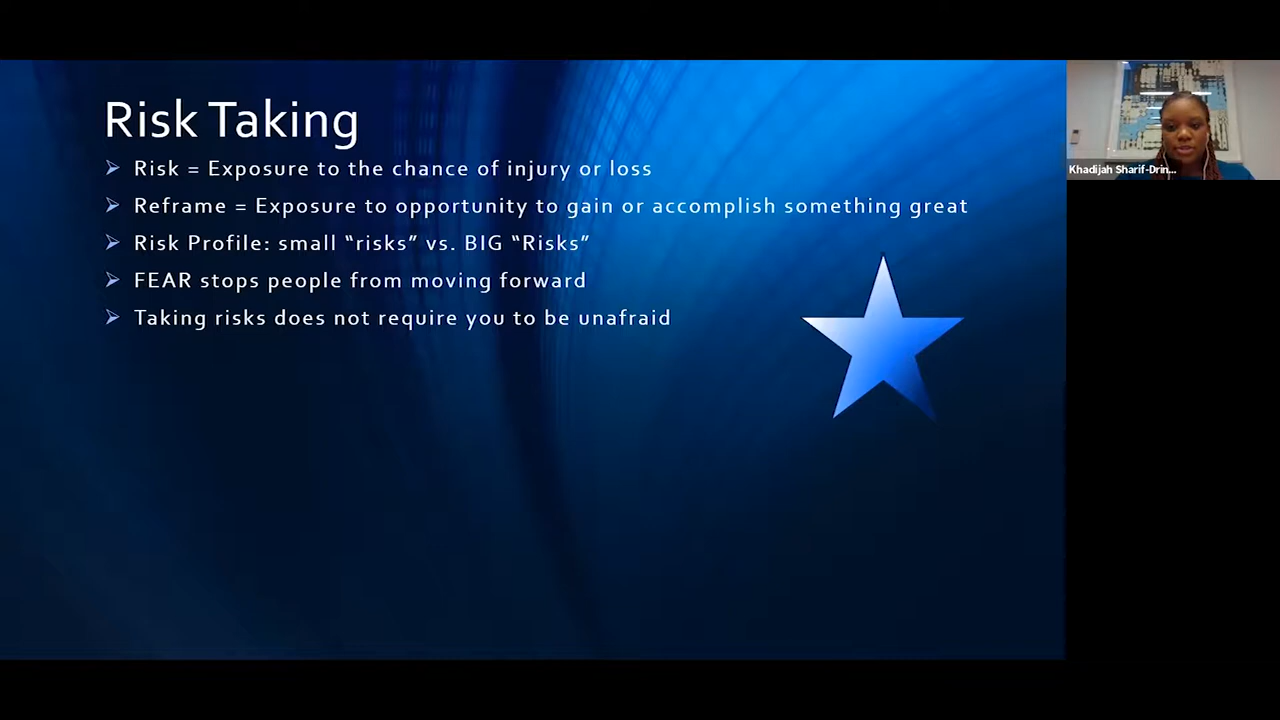 Risk Taking
Risk = Exposure to the chance of injury or loss
Reframe = Exposure to opportunity to gain or accomplish something great
Risk Profile: small “risks” vs. BIG “Risks”
FEAR stops people from moving forward
Taking risks does not require you to be unafraid
Khadijah Sharif-Drin...